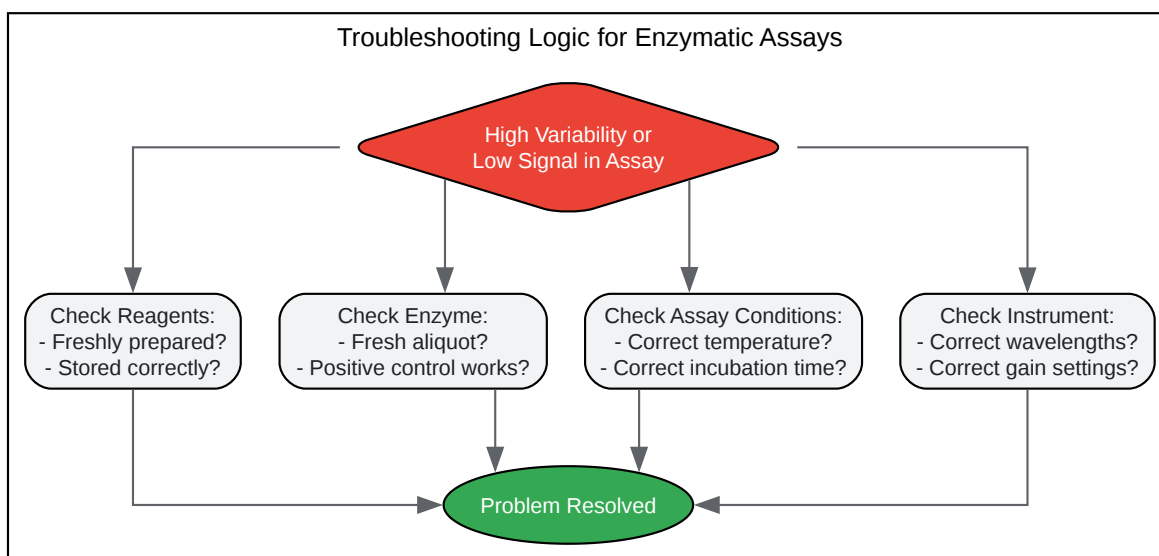 Troubleshooting Logic for Enzymatic Assays
High Variability or
Low Signal in Assay
Check Reagents:
- Freshly prepared?
- Stored correctly?
Check Enzyme:
- Fresh aliquot?
- Positive control works?
Check Assay Conditions:
- Correct temperature?
- Correct incubation time?
Check Instrument:
- Correct wavelengths?
- Correct gain settings?
Problem Resolved